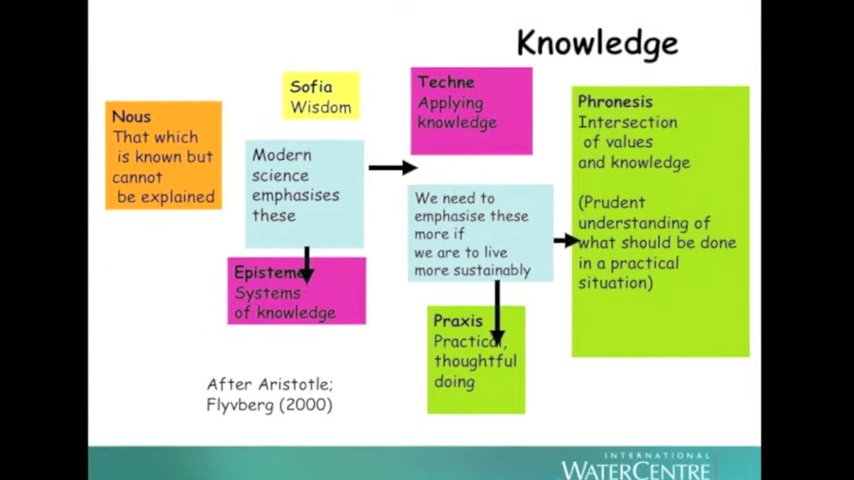 Knowledge
Nous
That which
is known but
cannot
be explained
Sofia
Wisdom
Techne
Applying
knowledge
Phronesis
Intersection
of values
and knowledge
(Prudent
understanding of
what should be done
in a practical
situation)
Modern
science
emphasises
these
We need to
emphasise these
more if
we are to live
more sustainably
Episteme
Systems
of knowledge
Praxis
Practical,
thoughtful
doing
After Aristotle;
Flyvberg (2000)
INTERNATIONAL
WATERCENTRE